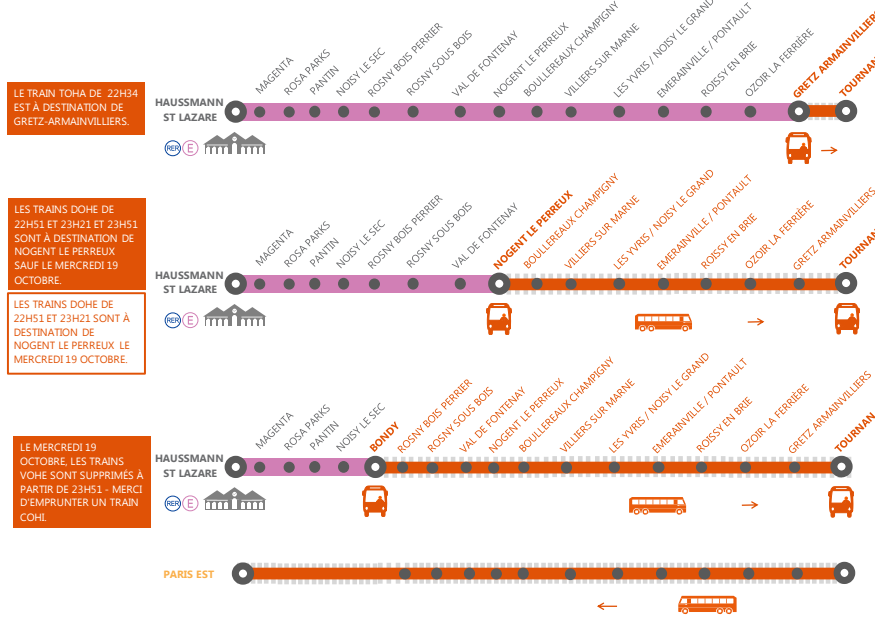 LE TRAIN TOHA DE 22H34
EST À DESTINATION DE
GRETZ-ARMAINVILLIERS.
HAUSSMANN
ST LAZARE
MAGENTA
ROSA PARKS
PANTIN
NOISY LE SEC
ROSNY BOIS PERRIER
ROSNY SOUS BOIS
VAL DE FONTENAY
NOGENT LE PERREUX
BOULLEREAUX CHAMPIGNY
VILLIERS SUR MARNE
LES YVRIS / NOISY LE GRAND
EMERAINVILLE / PONTAULT
ROISSY EN BRIE
OZOIR LA FERRIÈRE
GRETZ ARMAINVILLIERS
TOURNAN
RER E
LES TRAINS DOHE DE
22H51 ET 23H21 ET 23H51
SONT À DESTINATION DE
NOGENT LE PERREUX
SAUF LE MERCREDI 19
OCTOBRE.
LES TRAINS DOHE DE
22H51 ET 23H21 SONT À
DESTINATION DE
NOGENT LE PERREUX LE
MERCREDI 19 OCTOBRE.
HAUSSMANN
ST LAZARE
MAGENTA
ROSA PARKS
PANTIN
NOISY LE SEC
ROSNY BOIS PERRIER
ROSNY SOUS BOIS
VAL DE FONTENAY
NOGENT LE PERREUX
BOULLEREAUX CHAMPIGNY
VILLIERS SUR MARNE
LES YVRIS / NOISY LE GRAND
EMERAINVILLE / PONTAULT
ROISSY EN BRIE
OZOIR LA FERRIÈRE
GRETZ ARMAINVILLIERS
TOURNAN
RER E
LE MERCREDI 19
OCTOBRE, LES TRAINS
VOHE SONT SUPPRIMÉS À
PARTIR DE 23H51 - MERCI
D'EMPRUNTER UN TRAIN
COHI.
HAUSSMANN
ST LAZARE
MAGENTA
ROSA PARKS
PANTIN
NOISY LE SEC
BONDY
ROSNY BOIS PERRIER
ROSNY SOUS BOIS
VAL DE FONTENAY
NOGENT LE PERREUX
BOULLEREAUX CHAMPIGNY
VILLIERS SUR MARNE
LES YVRIS / NOISY LE GRAND
EMERAINVILLE / PONTAULT
ROISSY EN BRIE
OZOIR LA FERRIÈRE
GRETZ ARMAINVILLIERS
TOURNAN
RER E
PARIS EST